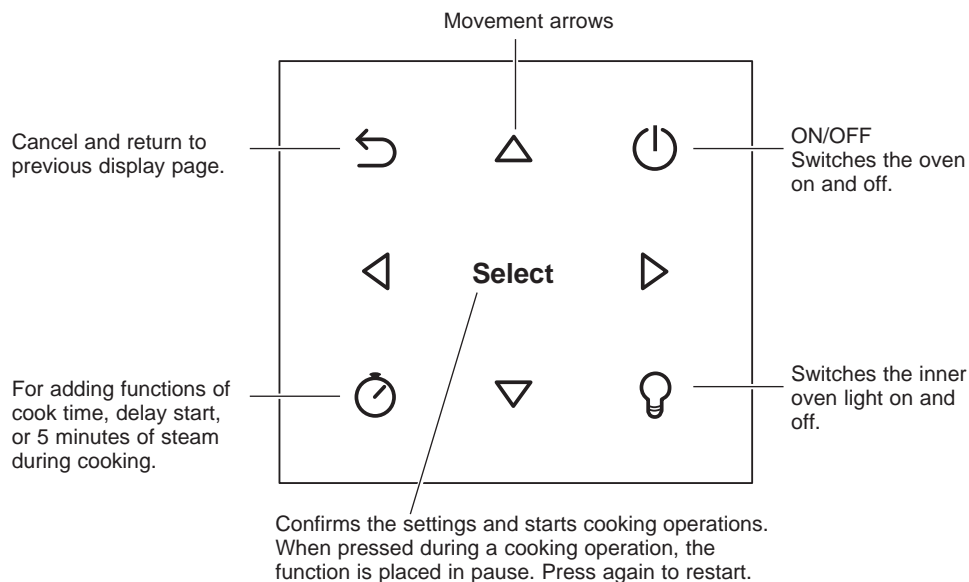 Movement arrows
Cancel and return to
previous display page.
ON/OFF
Switches the oven
on and off.
Select
For adding functions of
cook time, delay start,
or 5 minutes of steam
during cooking.
Switches the inner
oven light on and
off.
Confirms the settings and starts cooking operations.
When pressed during a cooking operation, the
function is placed in pause. Press again to restart.